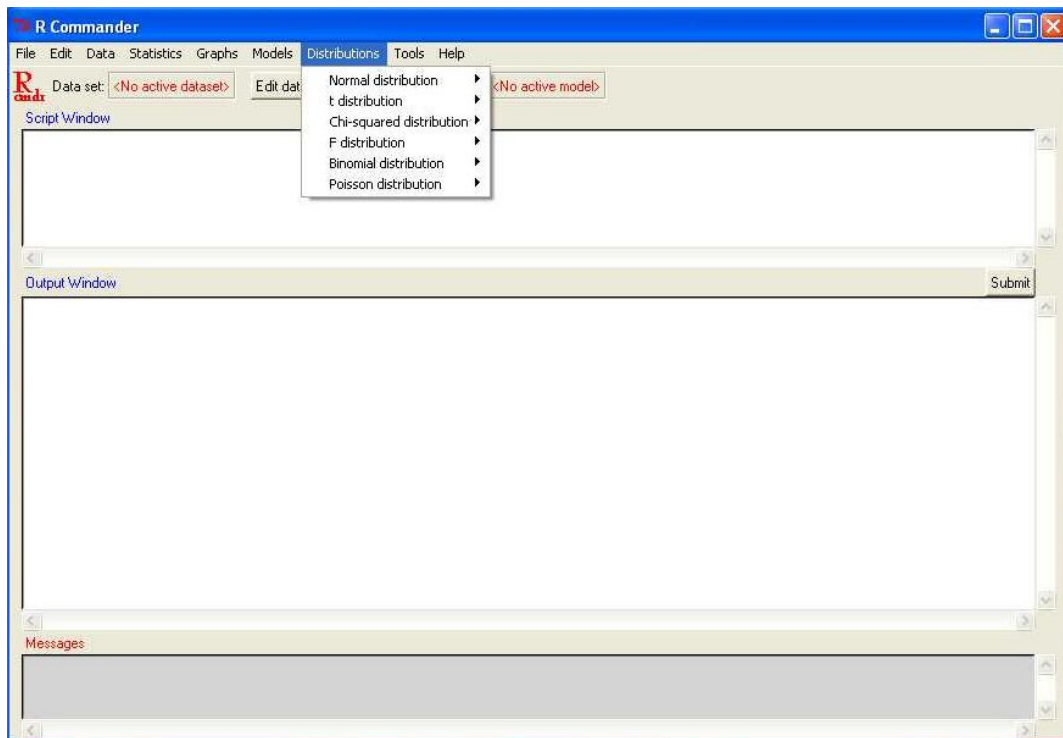 R Commander
File Edit Data Statistics Graphs Models Distributions Tools Help
R cmdr Data set: <No active dataset> Edit dat <No active model>
Normal distribution
t distribution
Chi-squared distribution
F distribution
Binomial distribution
Poisson distribution
Script Window
Output Window Submit
Messages